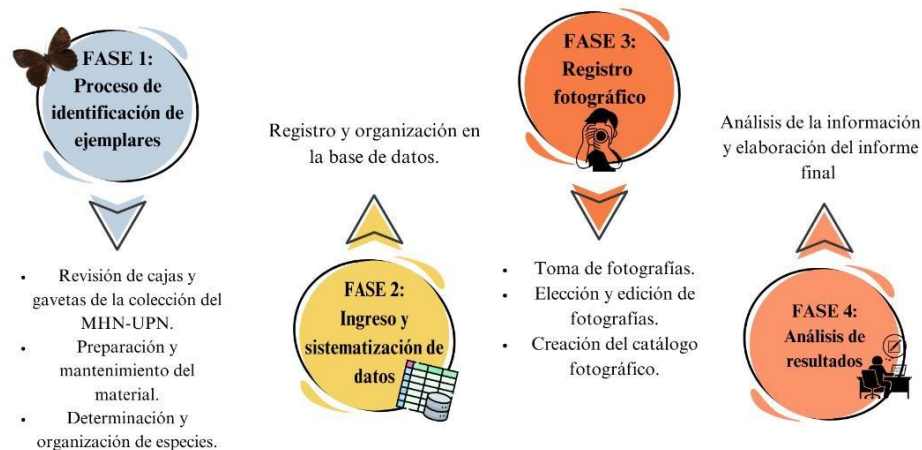 FASE 1:
Proceso de
identificación de
ejemplares
• Revisión de cajas y
gavetas de la colección del
MHN-UPN.
• Preparación y
mantenimiento del
material.
• Determinación y
organización de especies.
Registro y organización en
la base de datos.
FASE 2:
Ingreso y
sistematización de
datos
FASE 3:
Registro
fotográfico
• Toma de fotografías.
• Elección y edición de
fotografías.
• Creación del catálogo
fotográfico.
Análisis de la información
y elaboración del informe
final
FASE 4:
Análisis de
resultados